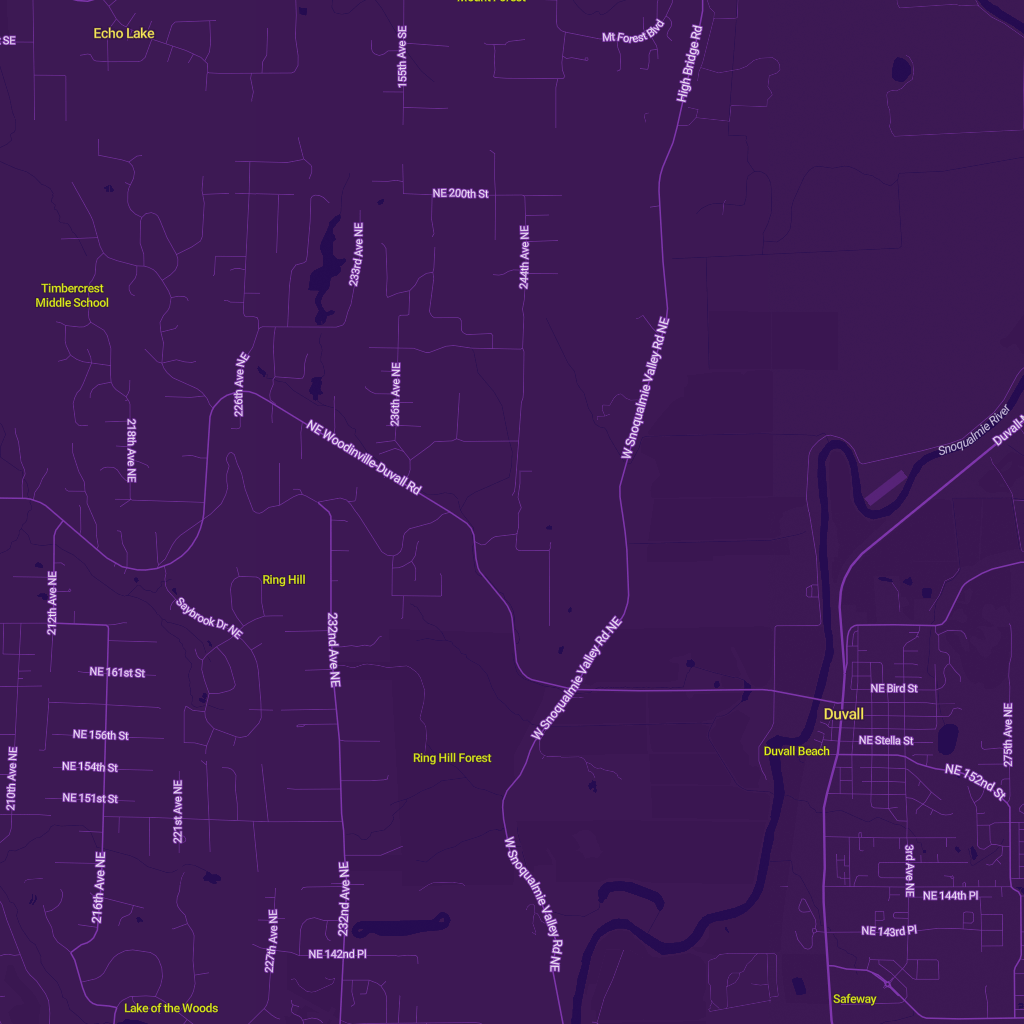 Mount Forest
Echo Lake
SE
155th Ave SE
Mt Forest Blvd
High Bridge Rd
NE 200th St
233rd Ave NE
244th Ave NE
Timbercrest
Middle School
226th Ave NE
236th Ave NE
W Snoqualmie Valley Rd NE
218th Ave NE
NE Woodinville-Duvall Rd
Snoqualmie River
Duvall-
Ring Hill
212th Ave NE
Saybrook Dr NE
232nd Ave NE
W Snoqualmie Valley Rd NE
NE 161st St
NE Bird St
Duvall
NE 156th St
NE Stella St
275th Ave NE
Duvall Beach
Ring Hill Forest
NE 154th St
210th Ave NE
NE 152nd St
NE 151st St
221st Ave NE
216th Ave NE
232nd Ave NE
W Snoqualmie Valley Rd NE
3rd Ave NE
NE 144th Pl
227th Ave NE
NE 143rd Pl
NE 142nd Pl
Safeway
Lake of the Woods